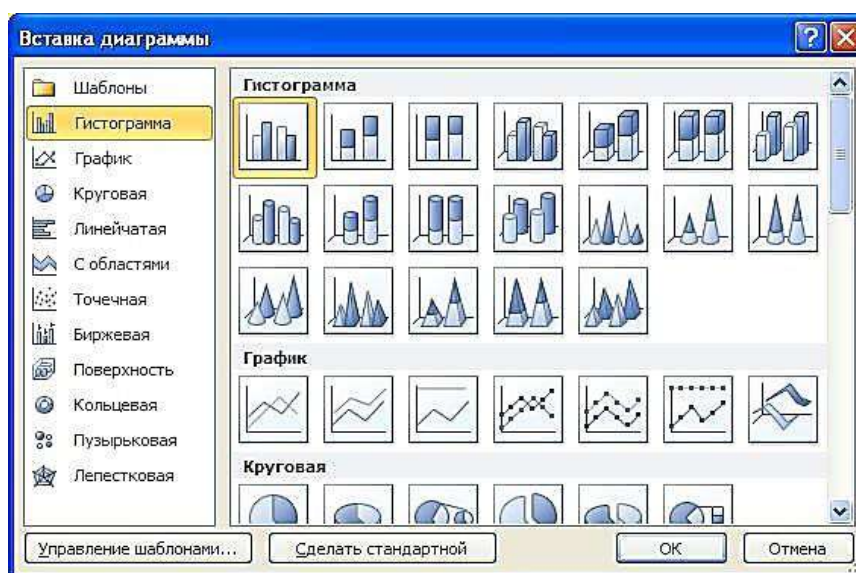 Вставка диаграммы
Шаблоны
Гистограмма
График
Круговая
Линейчатая
С областями
Точечная
Биржевая
Поверхность
Кольцевая
Пузырьковая
Лепестковая
Гистограмма
График
Круговая
Управление шаблонами...
Сделать стандартной
ОК
Отмена